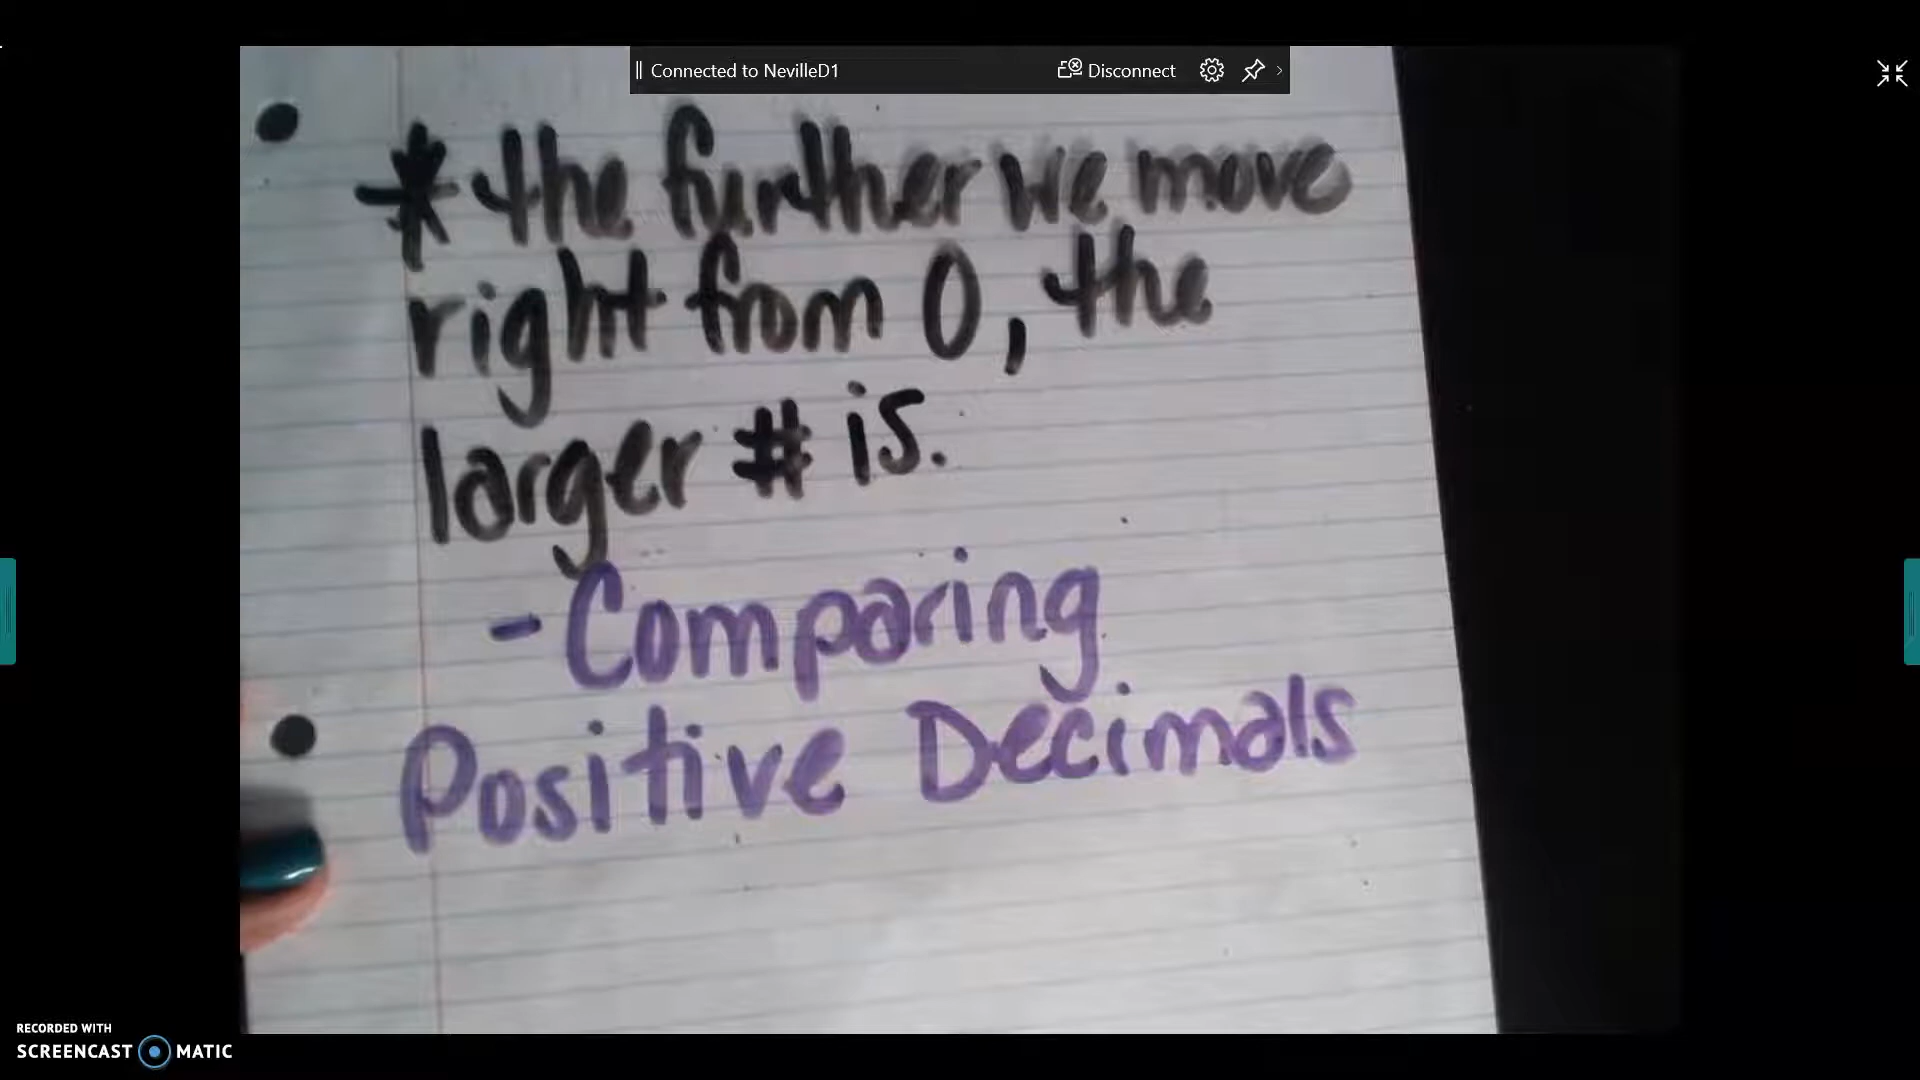 Connected to NevilleD1
Disconnect
* the further we move
right from 0, the
larger # is.
- Comparing
Positive Decimals
RECORDED WITH
SCREENCAST MATIC